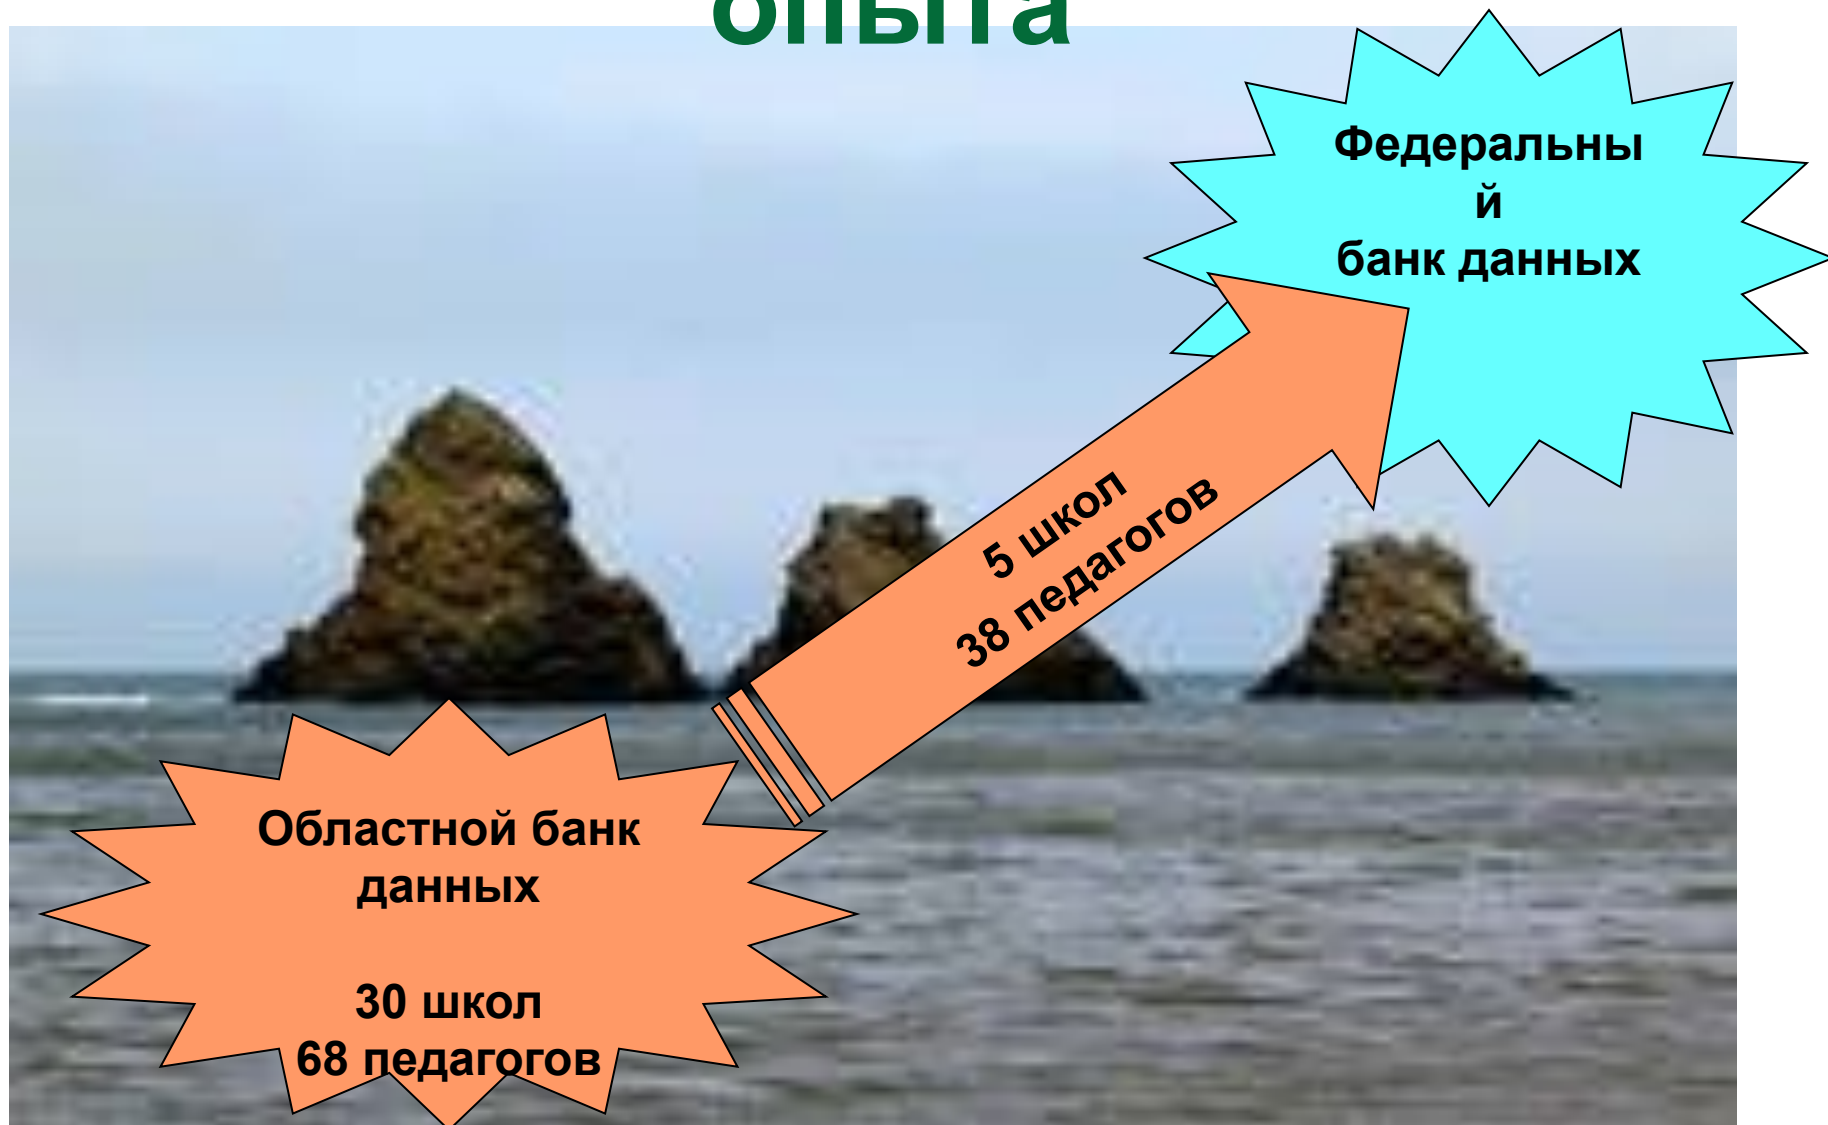 опыта
Федеральны
й
банк данных
5 школ
38 педагогов
Областной банк
данных
30 школ
68 педагогов